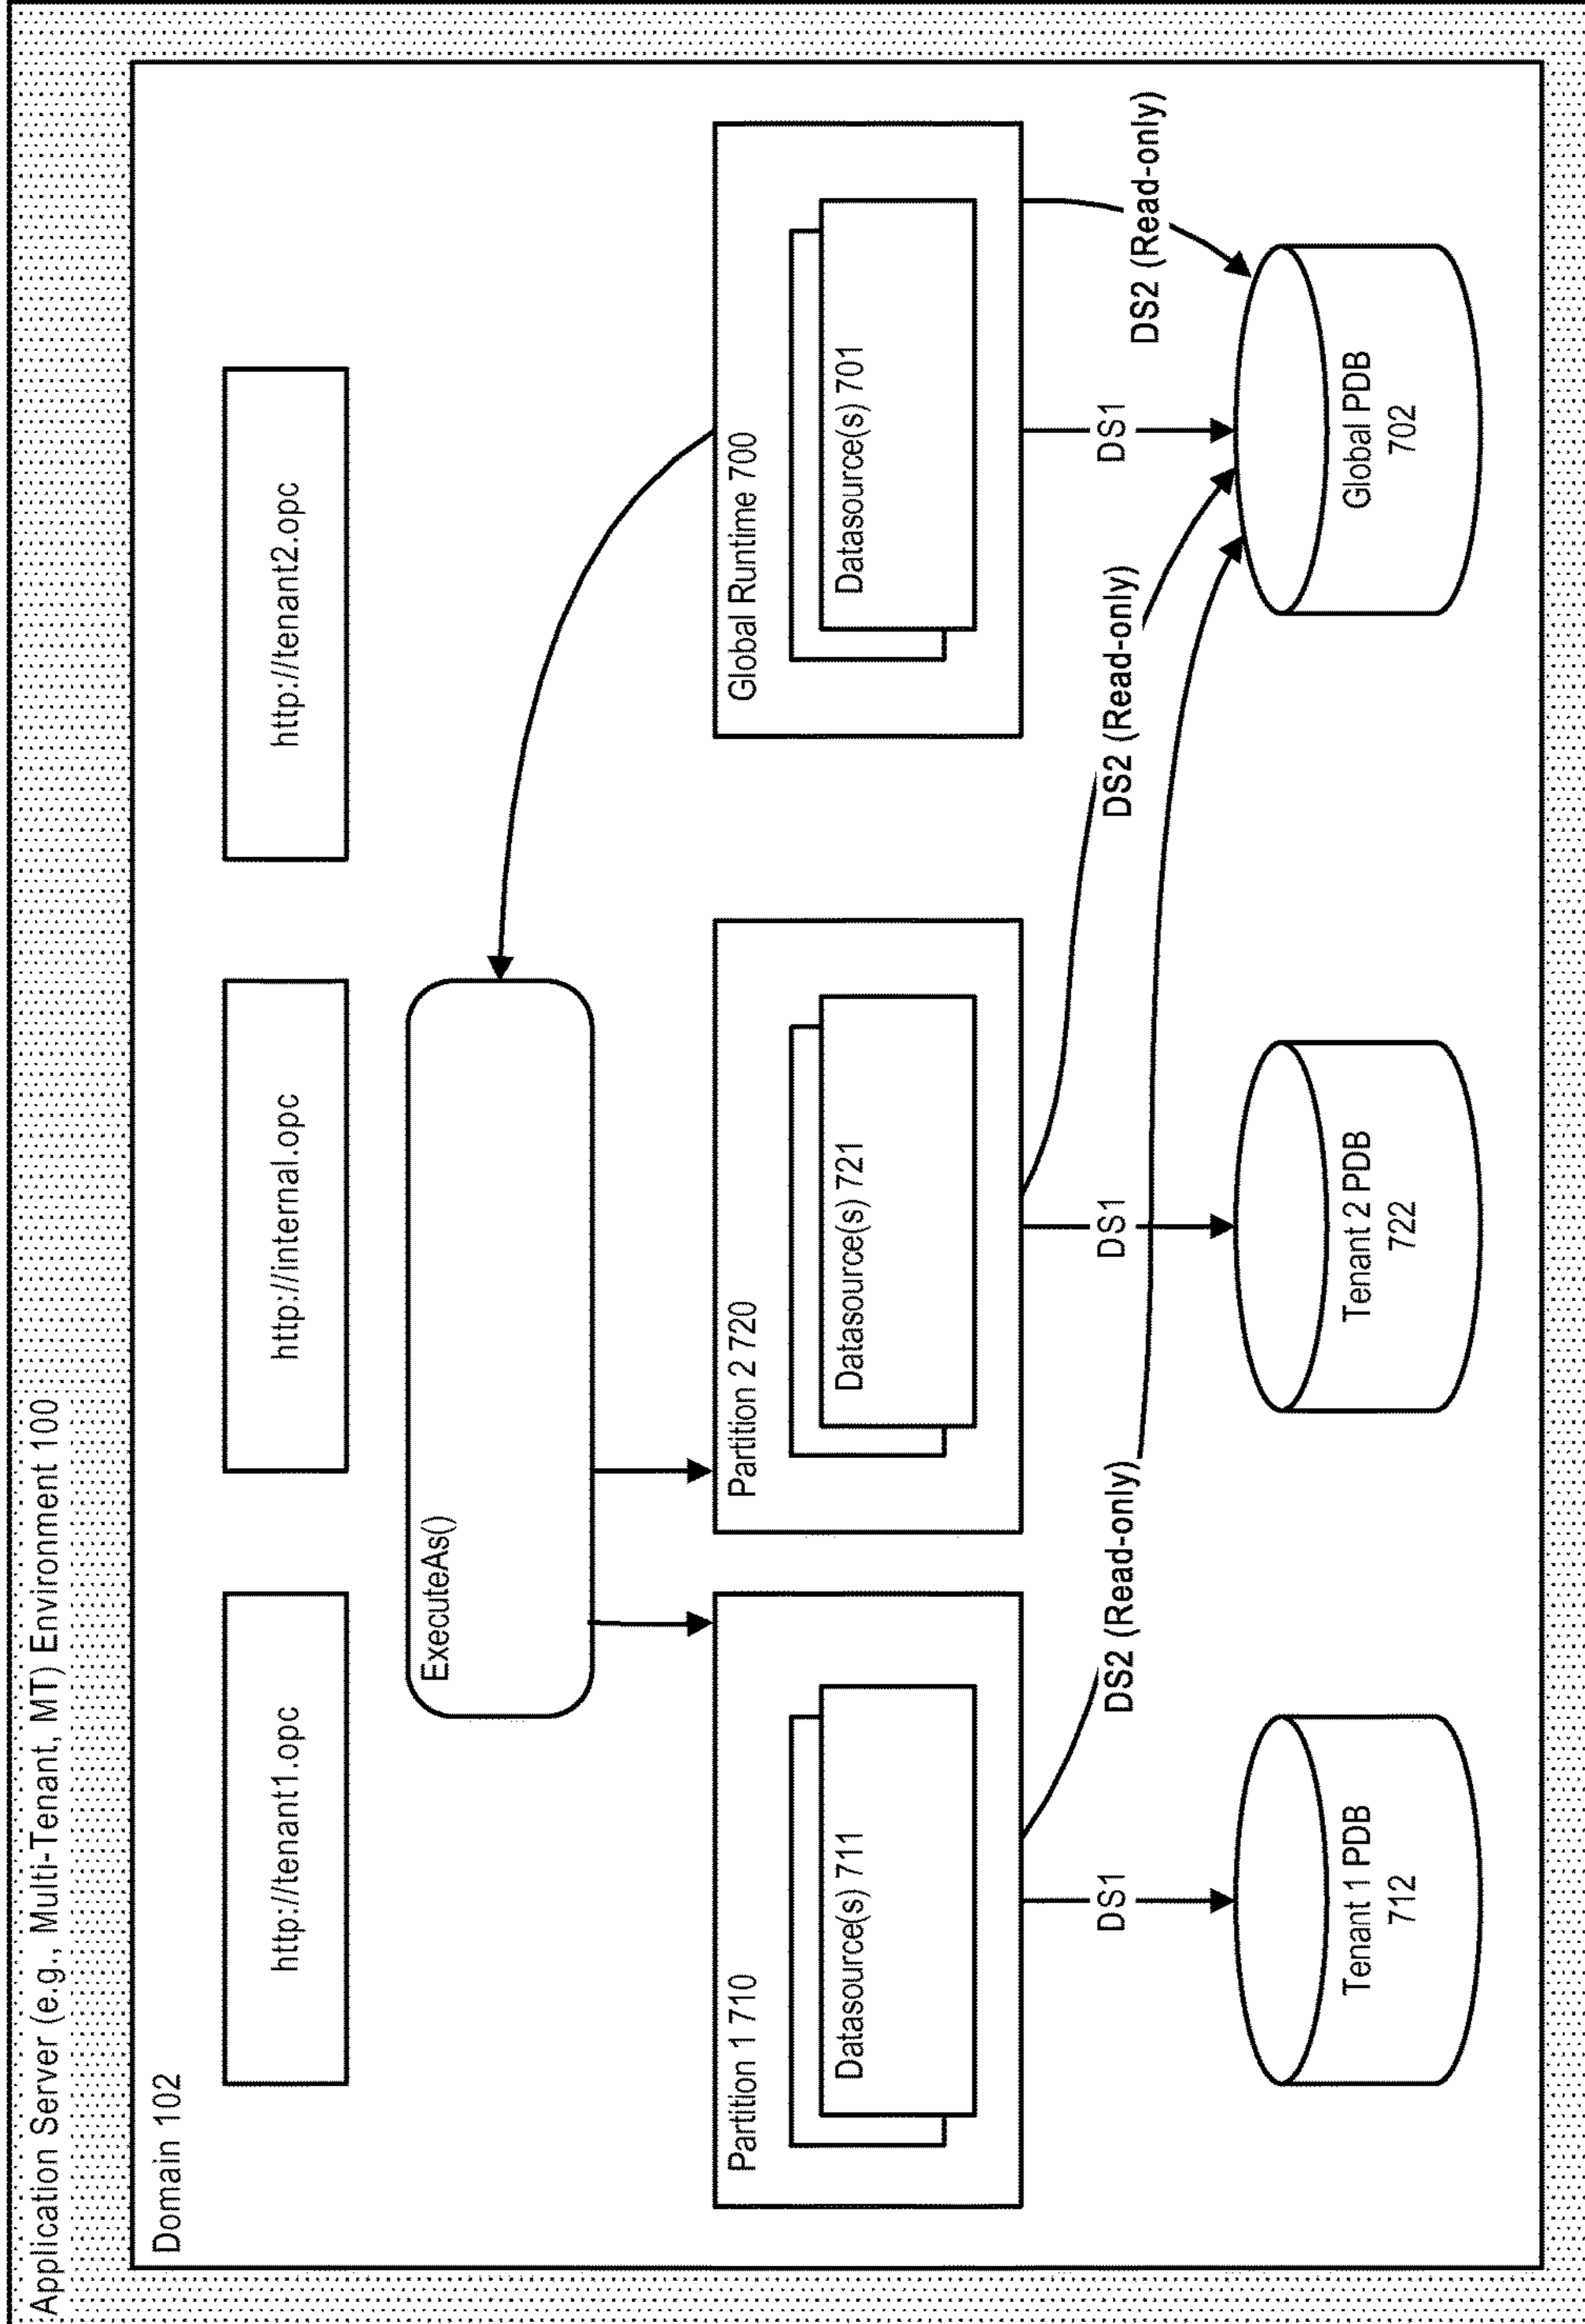 Application Server (e.g., Multi-Tenant, MT) Environment 100
Domain 102
http://tenant1.opc
http://internal.opc
http://tenant2.opc
ExecuteAs()
Partition 1 710
Partition 2 720
Global Runtime 700
Datasource(s) 711
Datasource(s) 721
Datasource(s) 701
DS1
DS2 (Read-only)
DS1
DS2 (Read-only)
DS1
DS2 (Read-only)
Tenant 1 PDB
712
Tenant 2 PDB
722
Global PDB
702